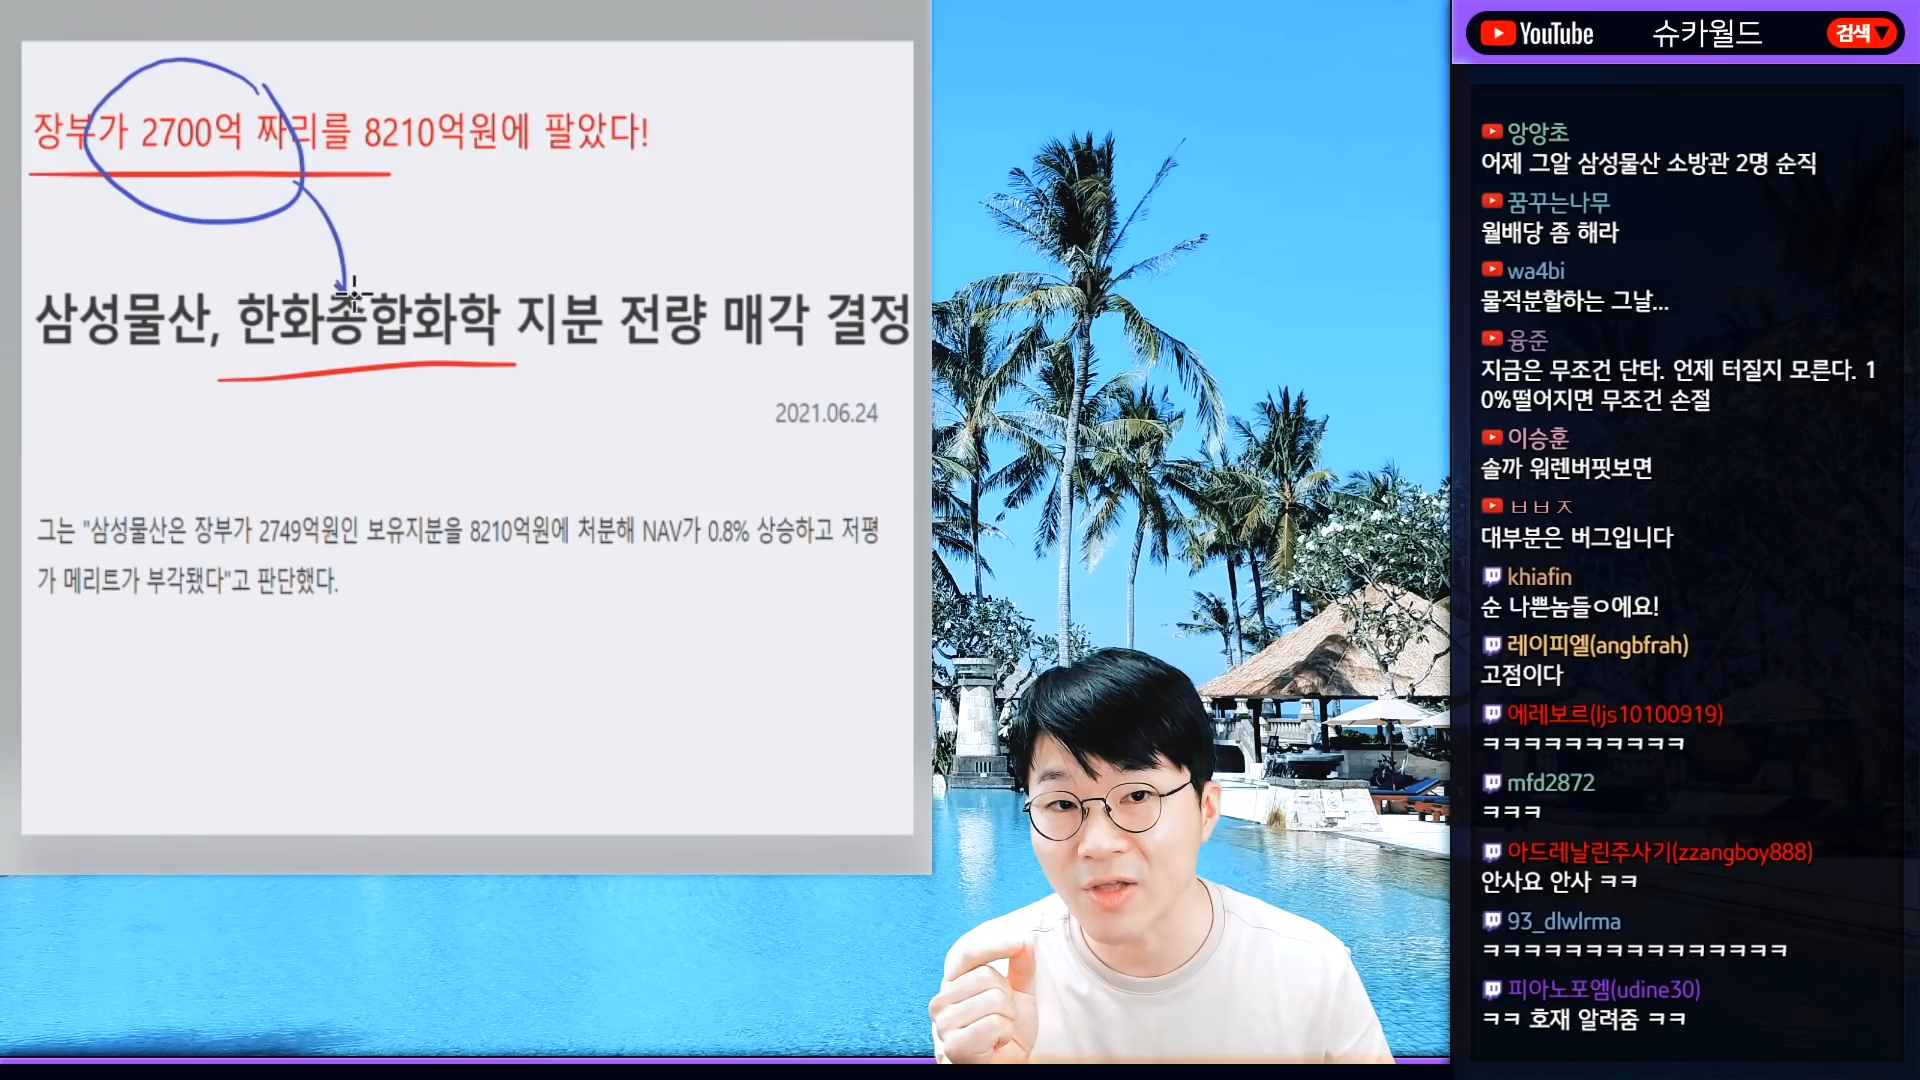 장부가 2700억 짜리를 8210억원에 팔았다!
삼성물산, 한화종합화학 지분 전량 매각 결정
2021.06.24
그는 "삼성물산은 장부가 2749억원인 보유지분을 8210억원에 처분해 NAV가 0.8% 상승하고 저평
가 메리트가 부각됐다"고 판단했다.
YouTube 슈카월드 검색▼
앙앙초
어제 그알 삼성물산 소방관 2명 순직
꿈꾸는나무
월배당 좀 해라
wa4bi
물적분할하는 그날...
융준
지금은 무조건 단타. 언제 터질지 모른다. 1
0%떨어지면 무조건 손절
이승훈
솔까 워렌버핏보면
ㅂㅂㅈ
대부분은 버그입니다
khiafin
순 나쁜놈들ㅇ에요!
레이피엘(angbfrah)
고점이다
에레보르(ljs10100919)
ㅋㅋㅋㅋㅋㅋㅋㅋㅋㅋ
mfd2872
ㅋㅋㅋ
아드레날린주사기(zzangboy888)
안사요 안사 ㅋㅋ
93_dlwlrma
ㅋㅋㅋㅋㅋㅋㅋㅋㅋㅋㅋㅋㅋㅋㅋ
피아노포엠(udine30)
ㅋㅋ 호재 알려줌 ㅋㅋ